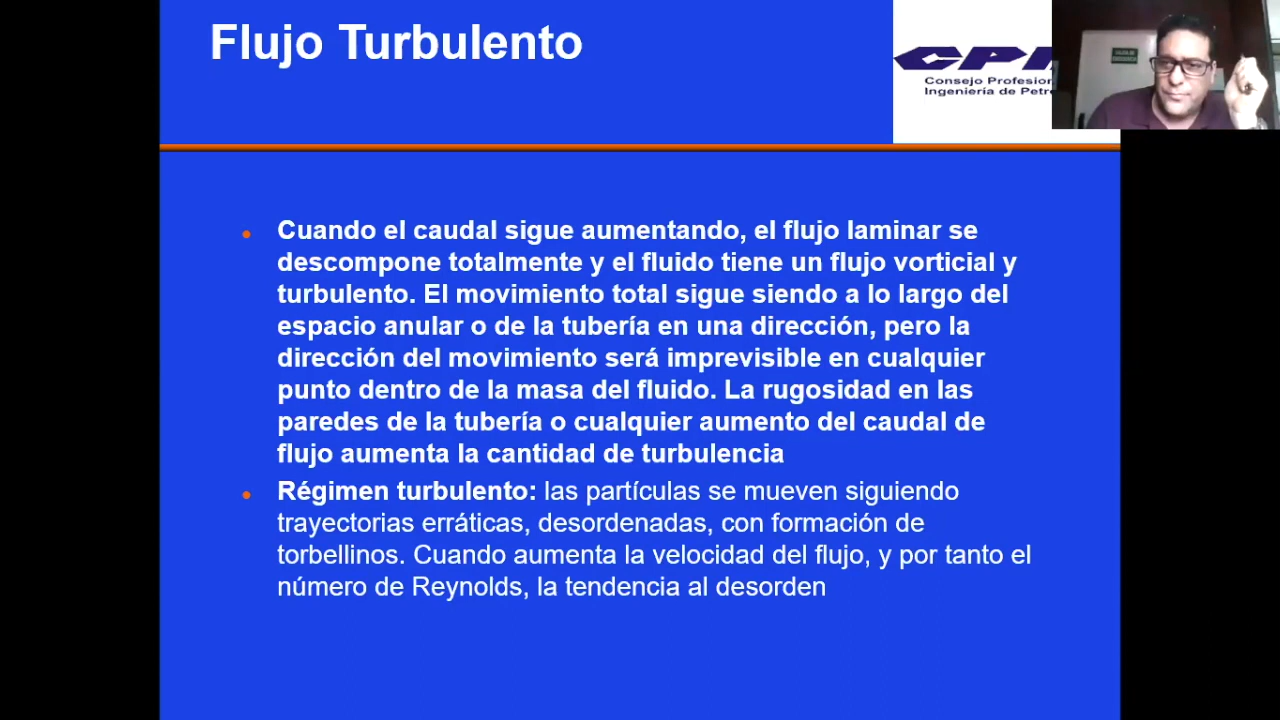 Flujo Turbulento
Consejo
Ingeniería de
Cuando el caudal sigue aumentando, el flujo laminar se
descompone totalmente y el fluido tiene un flujo vorticial y
turbulento. El movimiento total sigue siendo a lo largo del
espacio anular o de la tubería en una dirección, pero la
dirección del movimiento será imprevisible en cualquier
punto dentro de la masa del fluido. La rugosidad en las
paredes de la tubería o cualquier aumento del caudal de
flujo aumenta la cantidad de turbulencia
Régimen turbulento: las partículas se mueven siguiendo
trayectorias erráticas, desordenadas, con formación de
torbellinos. Cuando aumenta la velocidad del flujo, y por tanto el
número de Reynolds, la tendencia al desorden